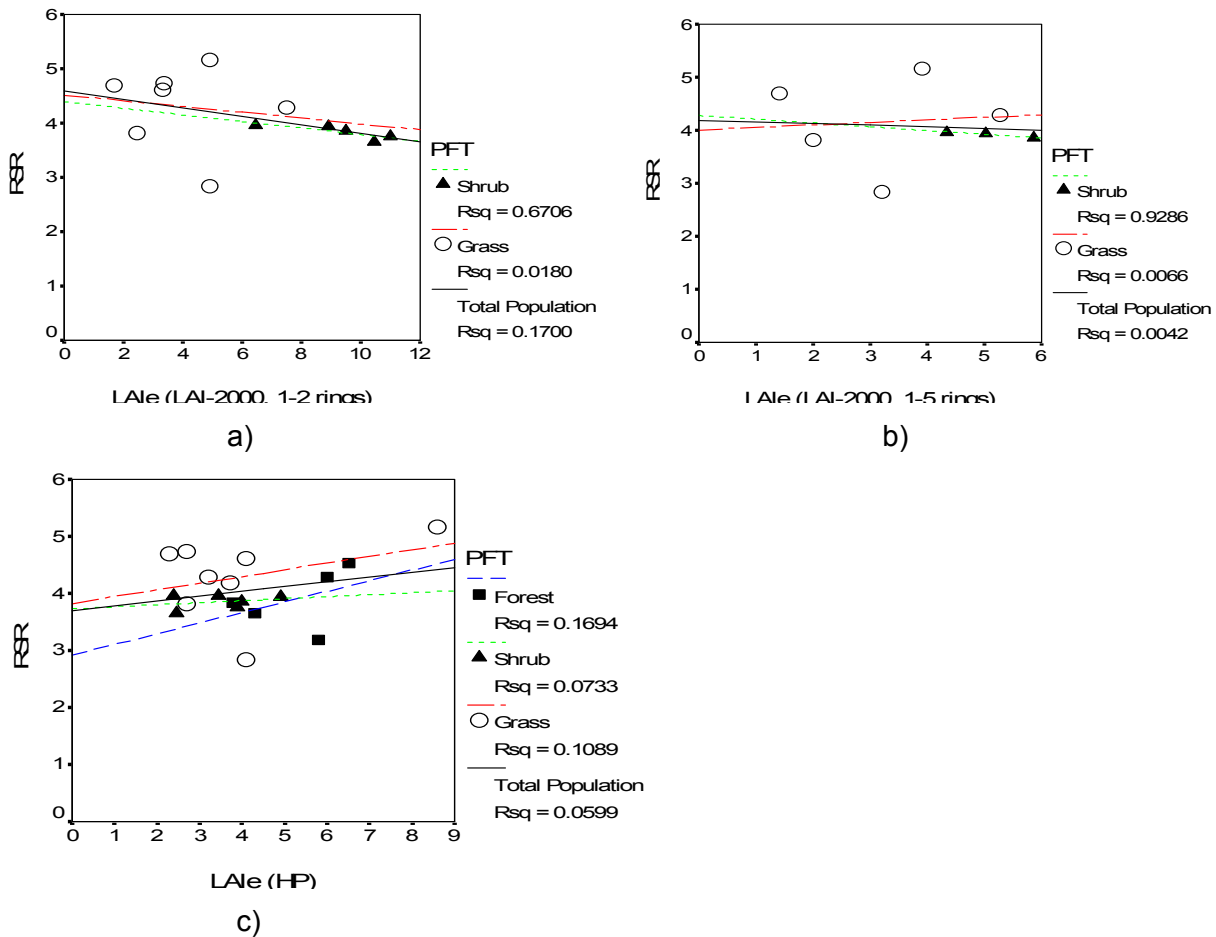 6
5
4
3
2
1
0
RSR
0 2 4 6 8 10 12
LAIe (LAI-2000, 1-2 rings)
PFT
Shrub
Rsq = 0.6706
Grass
Rsq = 0.0180
Total Population
Rsq = 0.1700
a)
6
5
4
3
2
1
0
RSR
0 1 2 3 4 5 6
LAIe (LAI-2000, 1-5 rings)
PFT
Shrub
Rsq = 0.9286
Grass
Rsq = 0.0066
Total Population
Rsq = 0.0042
b)
6
5
4
3
2
1
0
RSR
0 1 2 3 4 5 6 7 8 9
LAIe (HP)
PFT
Forest
Rsq = 0.1694
Shrub
Rsq = 0.0733
Grass
Rsq = 0.1089
Total Population
Rsq = 0.0599
c)